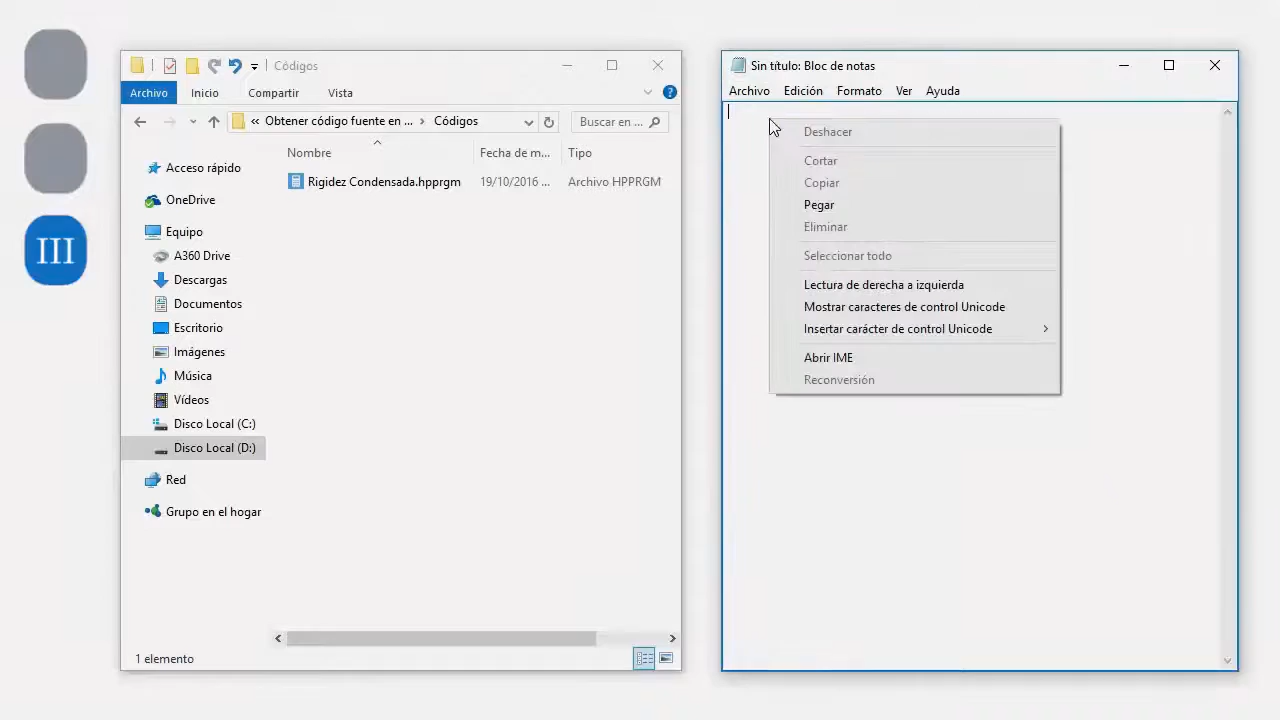 III
Códigos
Archivo
Inicio
Compartir
Vista
?
« Obtener código fuente en ... > Códigos
Buscar en ...
Nombre
Fecha de m...
Tipo
Rigidez Condensada.hpprgm
19/10/2016 ...
Archivo HPPRGM
Acceso rápido
OneDrive
Equipo
A360 Drive
Descargas
Documentos
Escritorio
Imágenes
Música
Vídeos
Disco Local (C:)
Disco Local (D:)
Red
Grupo en el hogar
1 elemento
Sin título: Bloc de notas
Archivo
Edición
Formato
Ver
Ayuda
Deshacer
Cortar
Copiar
Pegar
Eliminar
Seleccionar todo
Lectura de derecha a izquierda
Mostrar caracteres de control Unicode
Insertar carácter de control Unicode
Abrir IME
Reconversión